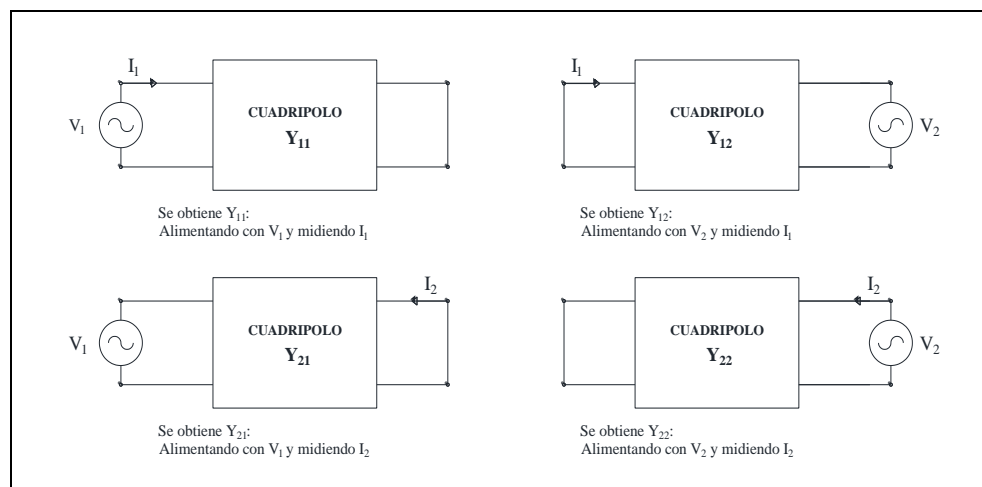 I₁
V₁
CUADRIPOLO
Y₁₁
Se obtiene Y₁₁:
Alimentando con V₁ y midiendo I₁
I₁
CUADRIPOLO
Y₁₂
V₂
Se obtiene Y₁₂:
Alimentando con V₂ y midiendo I₁
V₁
CUADRIPOLO
Y₂₁
I₂
Se obtiene Y₂₁:
Alimentando con V₁ y midiendo I₂
CUADRIPOLO
Y₂₂
I₂
V₂
Se obtiene Y₂₂:
Alimentando con V₂ y midiendo I₂